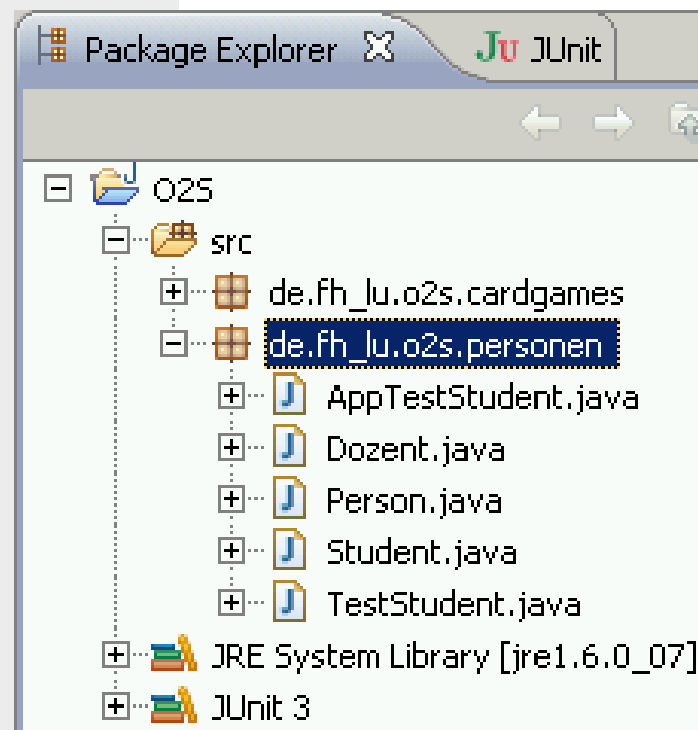 Package Explorer JUnit
O2S
src
de.fh_lu.o2s.cardgames
de.fh_lu.o2s.personen
AppTestStudent.java
Dozent.java
Person.java
Student.java
TestStudent.java
JRE System Library [jre1.6.0_07]
JUnit 3